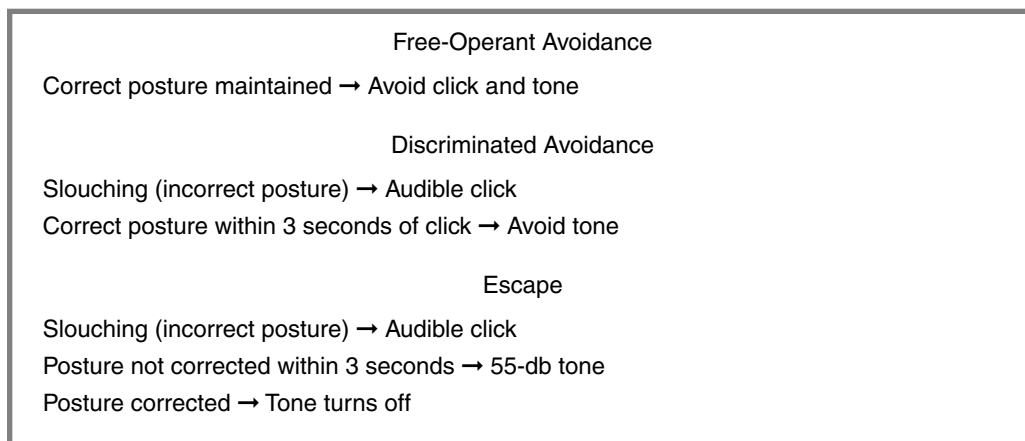 Free-Operant Avoidance
Correct posture maintained → Avoid click and tone
Discriminated Avoidance
Slouching (incorrect posture) → Audible click
Correct posture within 3 seconds of click → Avoid tone
Escape
Slouching (incorrect posture) → Audible click
Posture not corrected within 3 seconds → 55-db tone
Posture corrected → Tone turns off